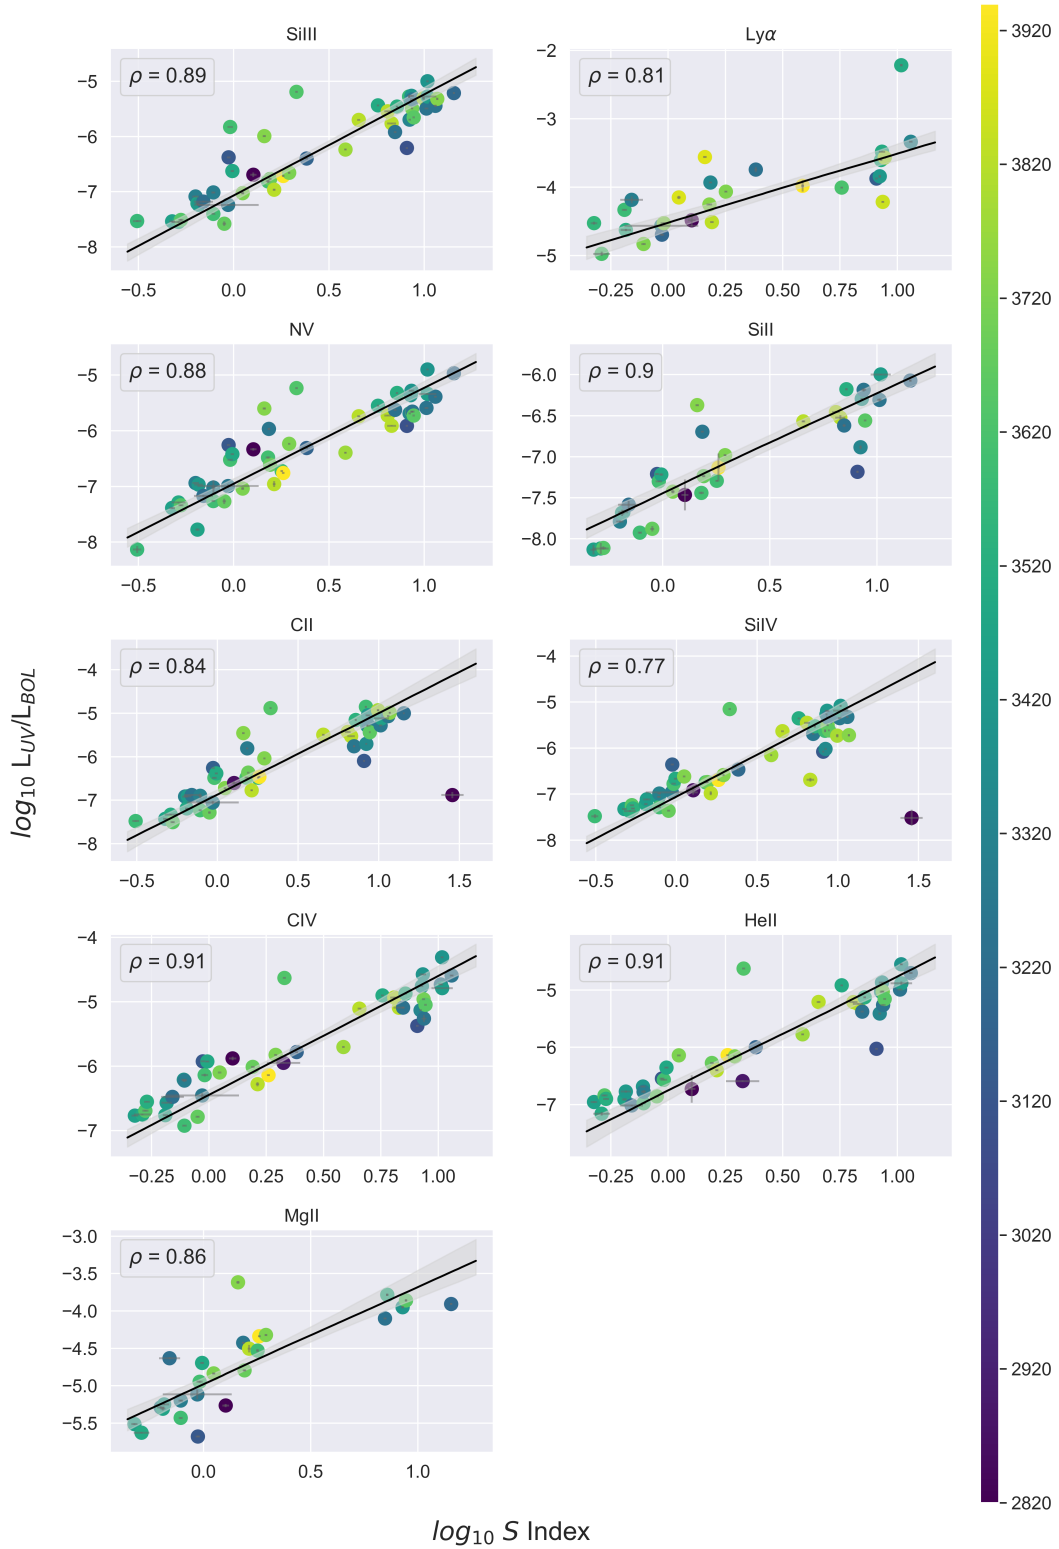 SiIII
ρ = 0.89
−5
−6
−7
−8
−0.5 0.0 0.5 1.0
Lyα
ρ = 0.81
−2
−3
−4
−5
−0.25 0.00 0.25 0.50 0.75 1.00
NV
ρ = 0.88
−5
−6
−7
−8
−0.5 0.0 0.5 1.0
SiII
ρ = 0.9
−6.0
−6.5
−7.0
−7.5
−8.0
0.0 0.5 1.0
CII
ρ = 0.84
−4
−5
−6
−7
−8
−0.5 0.0 0.5 1.0 1.5
SiIV
ρ = 0.77
−4
−5
−6
−7
−8
−0.5 0.0 0.5 1.0 1.5
CIV
ρ = 0.91
−4
−5
−6
−7
−0.25 0.00 0.25 0.50 0.75 1.00
HeII
ρ = 0.91
−5
−6
−7
−0.25 0.00 0.25 0.50 0.75 1.00
MgII
ρ = 0.86
−3.0
−3.5
−4.0
−4.5
−5.0
−5.5
0.0 0.5 1.0
log10 LUV/LBOL
log10 S Index
3920
3820
3720
3620
3520
3420
3320
3220
3120
3020
2920
2820